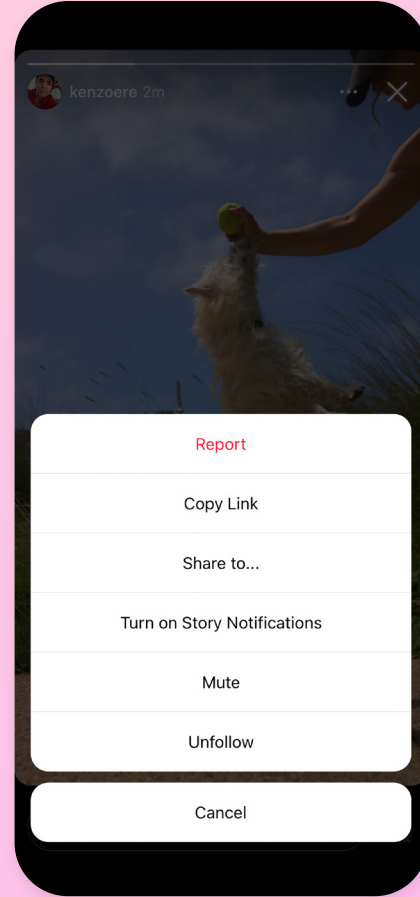 kenzoere 2m
Report
Copy Link
Share to...
Turn on Story Notifications
Mute
Unfollow
Cancel